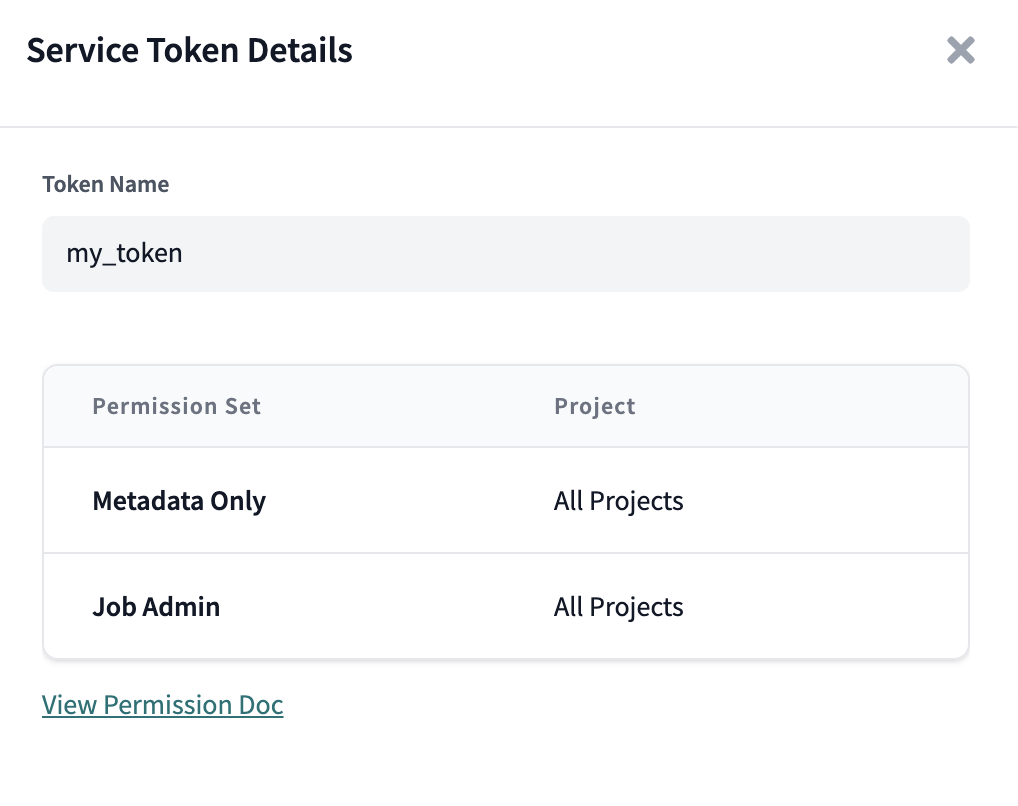 Service Token Details
Token Name
my_token
Permission Set Project
Metadata Only All Projects
Job Admin All Projects
View Permission Doc